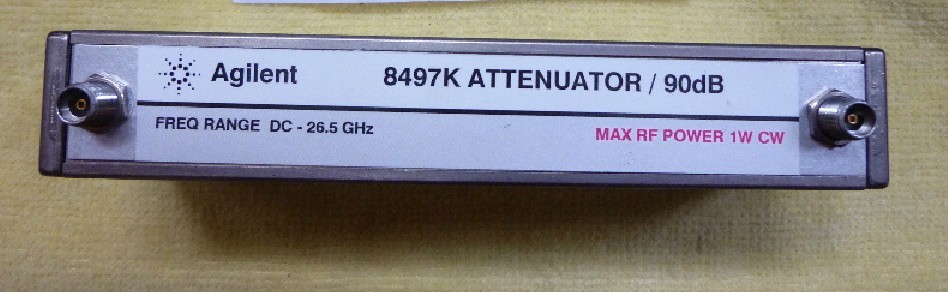 Agilent 8497K ATTENUATOR / 90dB
FREQ RANGE DC - 26.5 GHz MAX RF POWER 1W CW